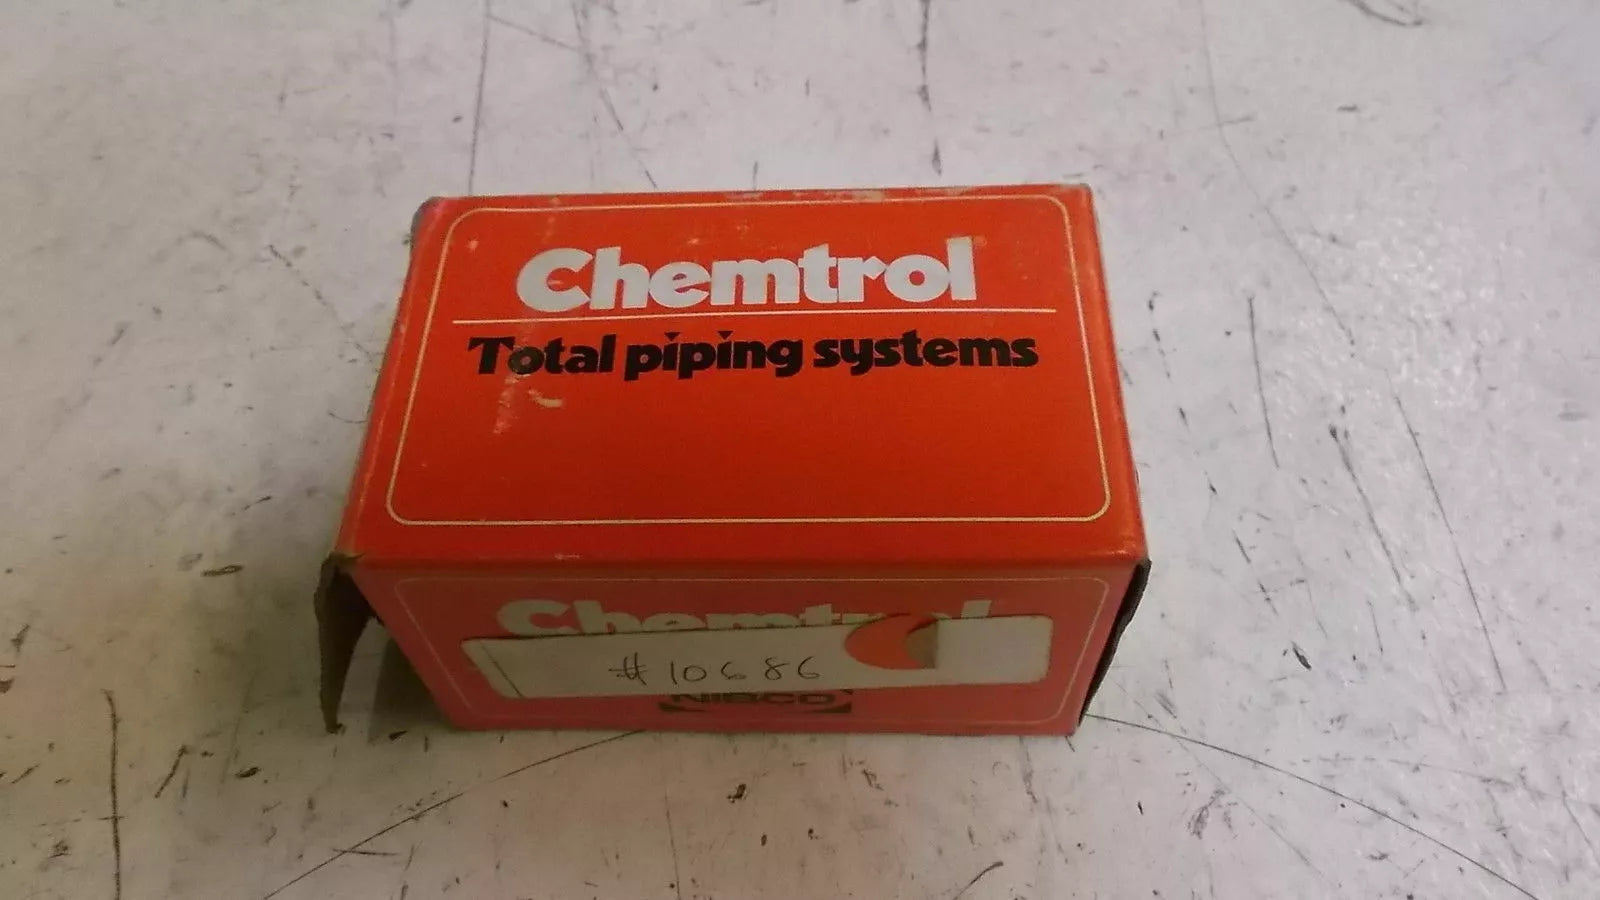 Chemtrol
Total piping systems
Chemtrol
#10686
NIBCO